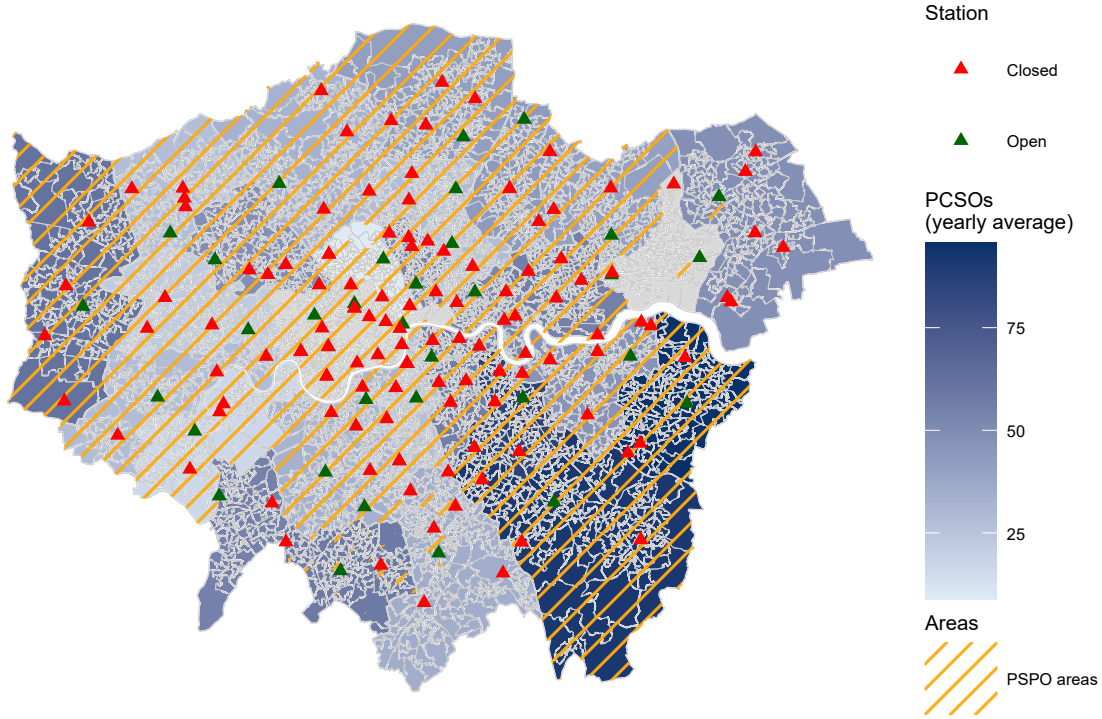 Station
Closed
Open
PCSOs
(yearly average)
75
50
25
Areas
PSPO areas